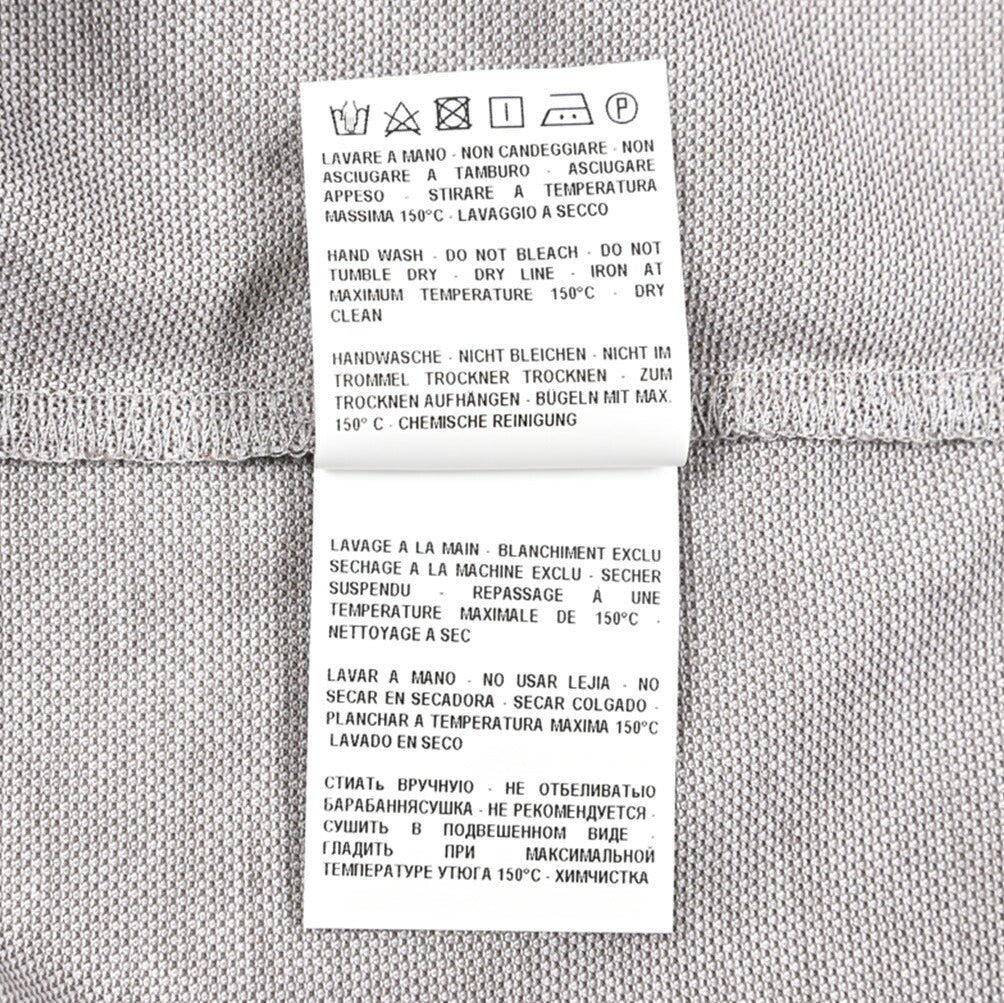 P
LAVARE A MANO - NON CANDEGGIARE - NON
ASCIUGARE A TAMBURO - ASCIUGARE
APPESO - STIRARE A TEMPERATURA
MASSIMA 150°C - LAVAGGIO A SECCO
HAND WASH - DO NOT BLEACH - DO NOT
TUMBLE DRY - DRY LINE - IRON AT
MAXIMUM TEMPERATURE 150°C - DRY
CLEAN
HANDWASCHE - NICHT BLEICHEN - NICHT IM
TROMMEL TROCKNER TROCKNEN - ZUM
TROCKNEN AUFHÄNGEN - BÜGELN MIT MAX.
150° C - CHEMISCHE REINIGUNG
LAVAGE A LA MAIN - BLANCHIMENT EXCLU
SECHAGE A LA MACHINE EXCLU - SECHER
SUSPENDU - REPASSAGE Á UNE
TEMPERATURE MAXIMALE DE 150°C -
NETTOYAGE A SEC
LAVAR A MANO - NO USAR LEJIA - NO
SECAR EN SECADORA - SECAR COLGADO -
PLANCHAR A TEMPERATURA MAXIMA 150°C
LAVADO EN SECO
СТИАТЬ ВРУЧНУЮ - НЕ ОТБЕЛИВАТЬЮ
БАРАБАННЯСУШКА - НЕ РЕКОМЕНДУЕТСЯ -
СУШИТЬ В ПОДВЕШЕННОМ ВИДЕ -
ГЛАДИТЬ ПРИ МАКСИМАЛЬНОЙ
ТЕМПЕРАТУРЕ УТЮГА 150°C - ХИМЧИСТКА